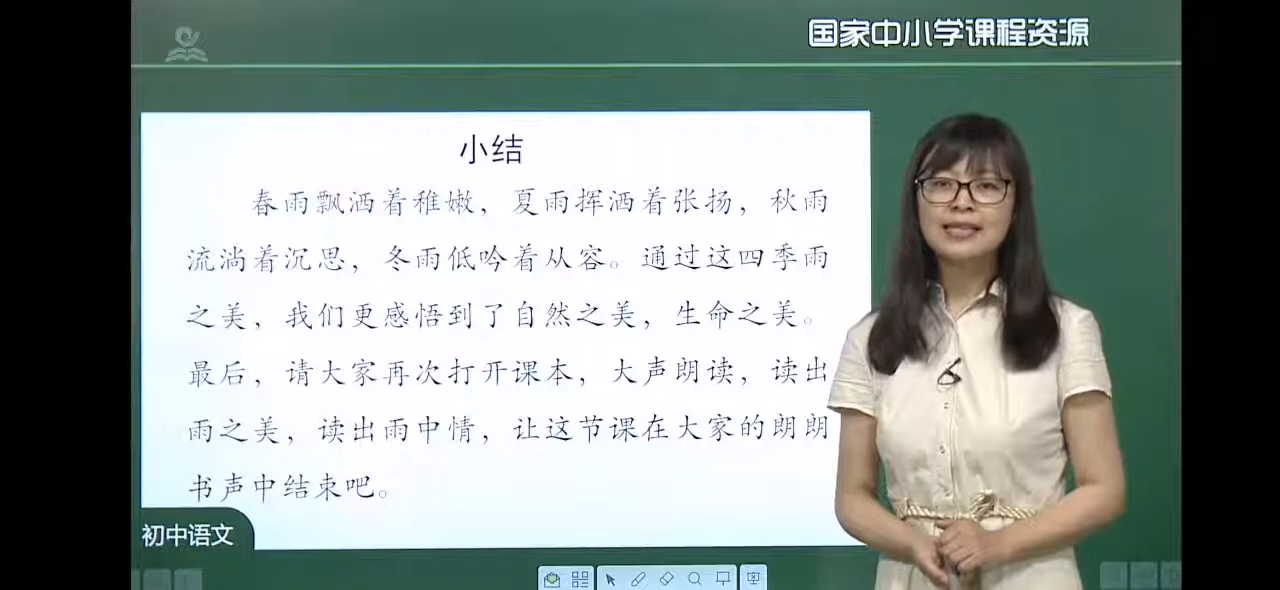 国家中小学课程资源
小结
春雨飘洒着稚嫩，夏雨挥洒着张扬，秋雨
流淌着沉思，冬雨低吟着从容。通过这四季雨
之美，我们更感悟到了自然之美，生命之美。
最后，请大家再次打开课本，大声朗读，读出
雨之美，读出雨中情，让这节课在大家的朗朗
书声中结束吧。
初中语文